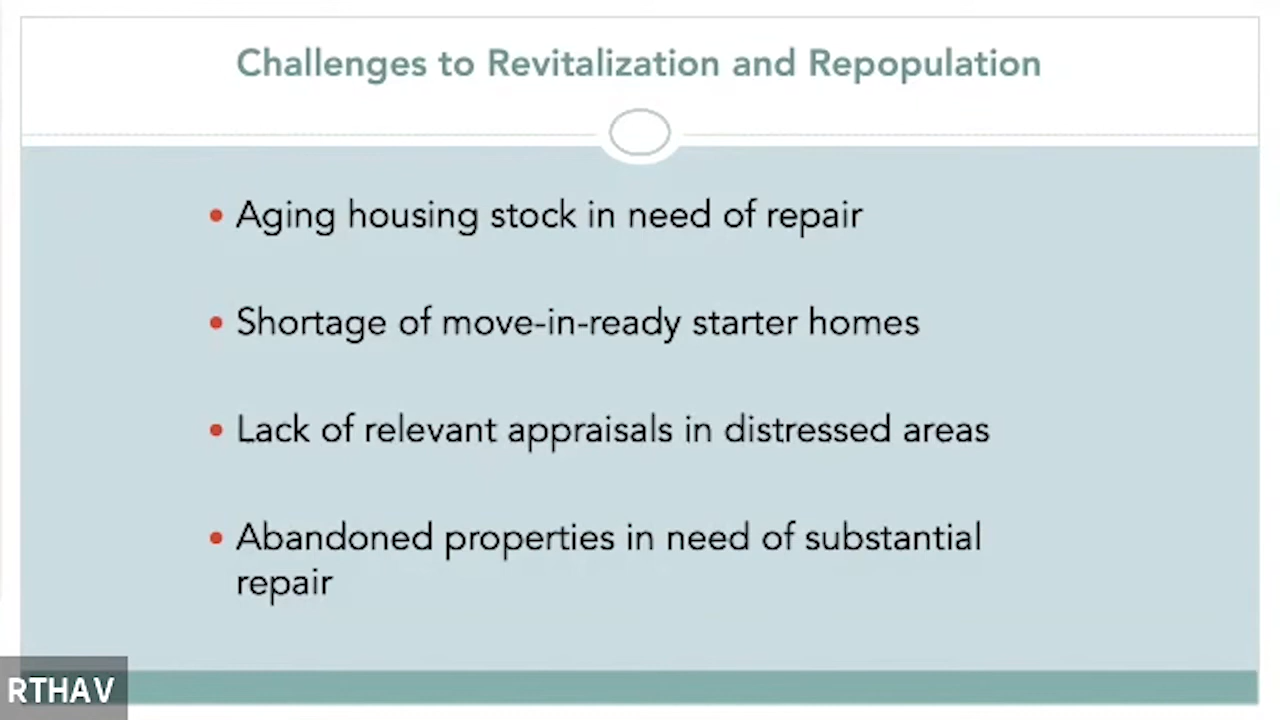 Challenges to Revitalization and Repopulation
• Aging housing stock in need of repair
• Shortage of move-in-ready starter homes
• Lack of relevant appraisals in distressed areas
• Abandoned properties in need of substantial
repair
RTHAV